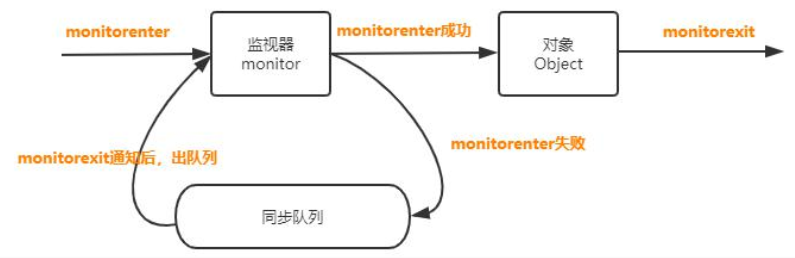 monitorenter
监视器
monitor
monitorenter成功
对象
Object
monitorexit
monitorexit通知后，出队列
monitorenter失败
同步队列